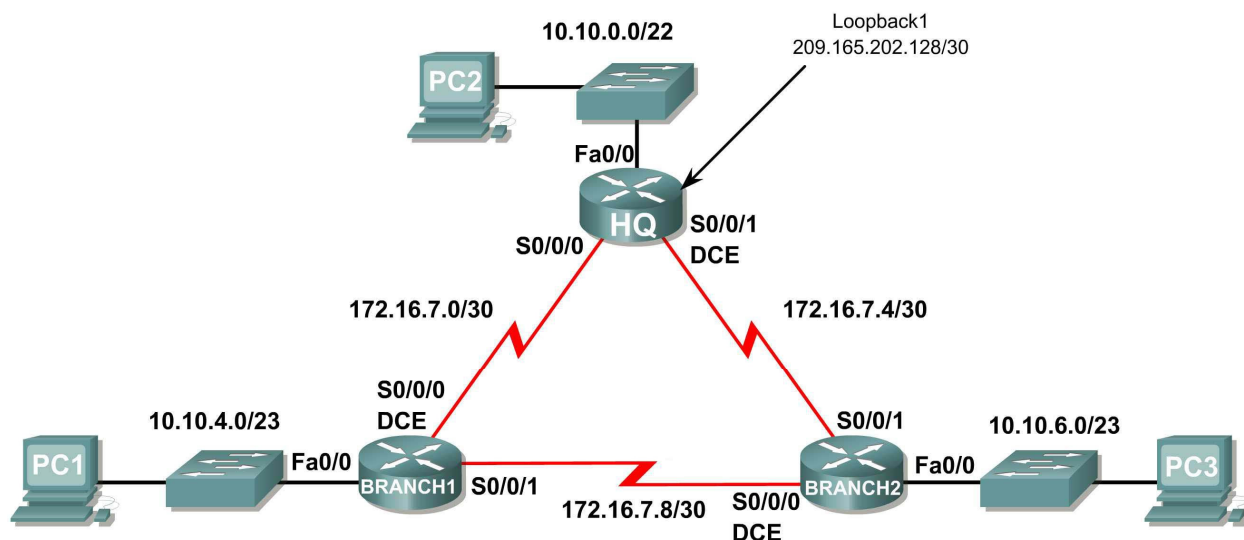 Loopback1
209.165.202.128/30
10.10.0.0/22
PC2
Fa0/0
HQ
S0/0/0
S0/0/1
DCE
172.16.7.0/30
172.16.7.4/30
S0/0/0
DCE
S0/0/1
10.10.4.0/23
10.10.6.0/23
PC1
Fa0/0
BRANCH1
S0/0/1
172.16.7.8/30
S0/0/0
DCE
BRANCH2
Fa0/0
PC3